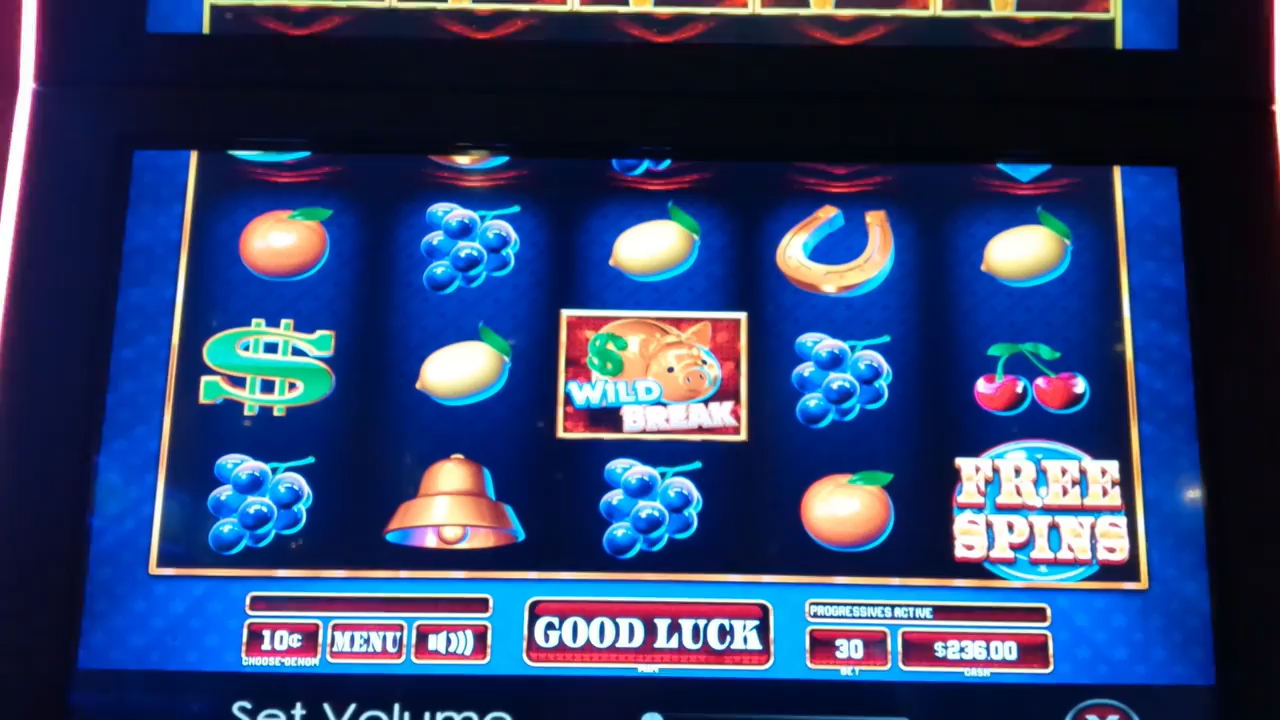 $
$
WILD
BREAK
FREE
SPINS
PROGRESSIVES ACTIVE
10¢
MENU
GOOD LUCK
30
$236.00
CHOOSE DENOM
BET
CASH
Set Volume